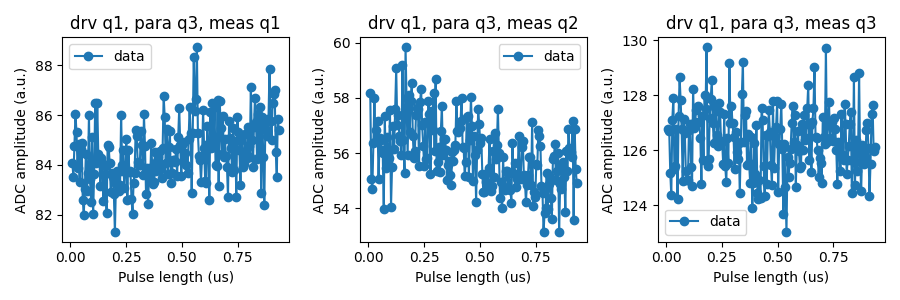 drv q1, para q3, meas q1
drv q1, para q3, meas q2
drv q1, para q3, meas q3
ADC amplitude (a.u.)
88
86
84
82
data
0.00
0.25
0.50
0.75
Pulse length (us)
ADC amplitude (a.u.)
60
58
56
54
data
0.00
0.25
0.50
0.75
Pulse length (us)
ADC amplitude (a.u.)
130
128
126
124
data
0.00
0.25
0.50
0.75
Pulse length (us)